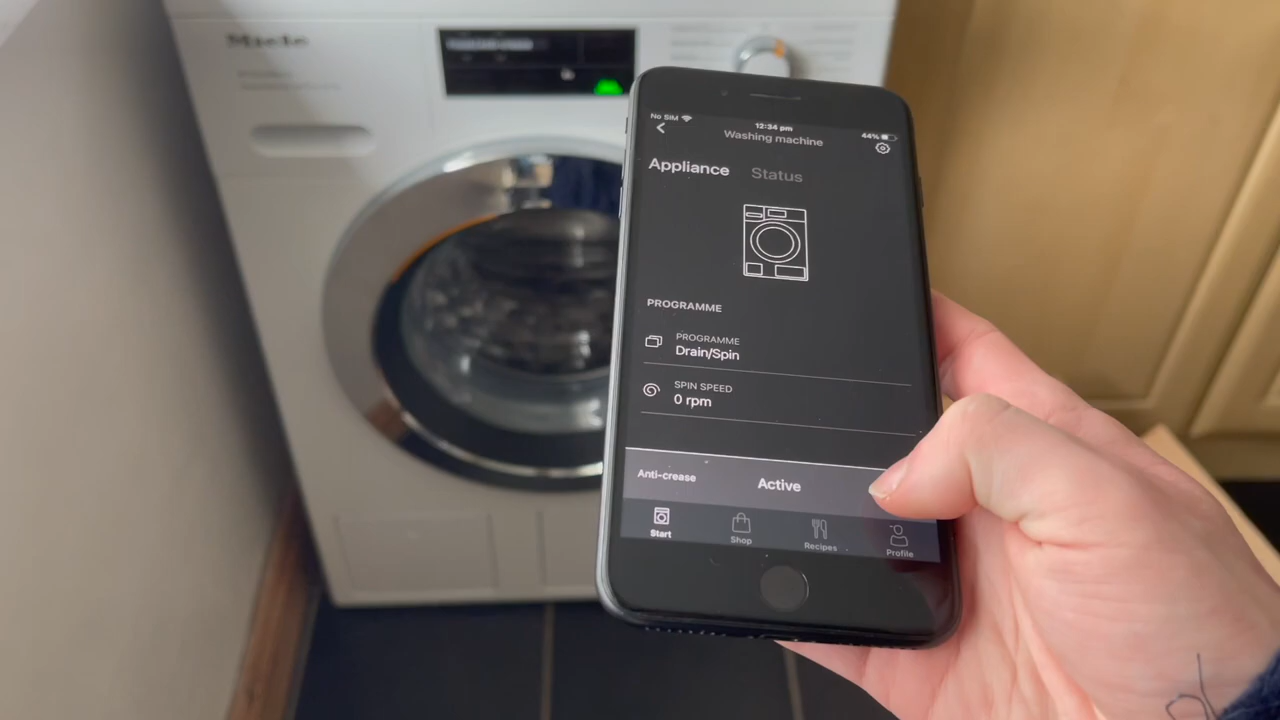 Miele
No SIM
12:34 pm
44%
Washing machine
Appliance Status
PROGRAMME
PROGRAMME
Drain/Spin
SPIN SPEED
0 rpm
Anti-crease Active
Start Shop Recipes Profile